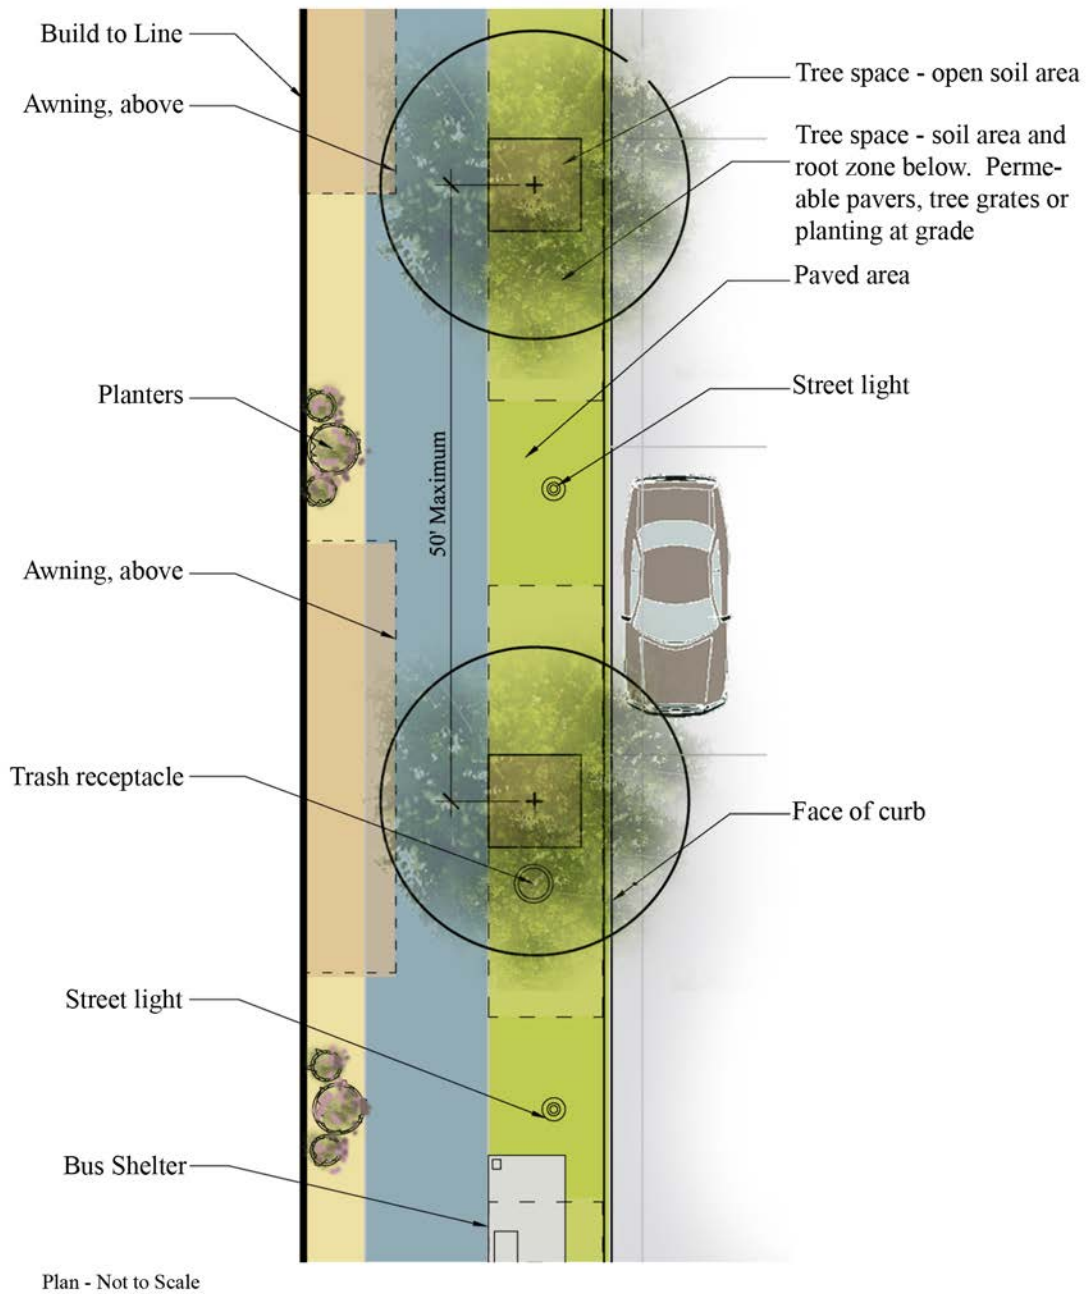 Build to Line
Awning, above
Tree space - open soil area
Tree space - soil area and
root zone below.  Perme-
able pavers, tree grates or
planting at grade
Paved area
Planters
Street light
50' Maximum
Awning, above
Trash receptacle
Face of curb
Street light
Bus Shelter
Plan - Not to Scale